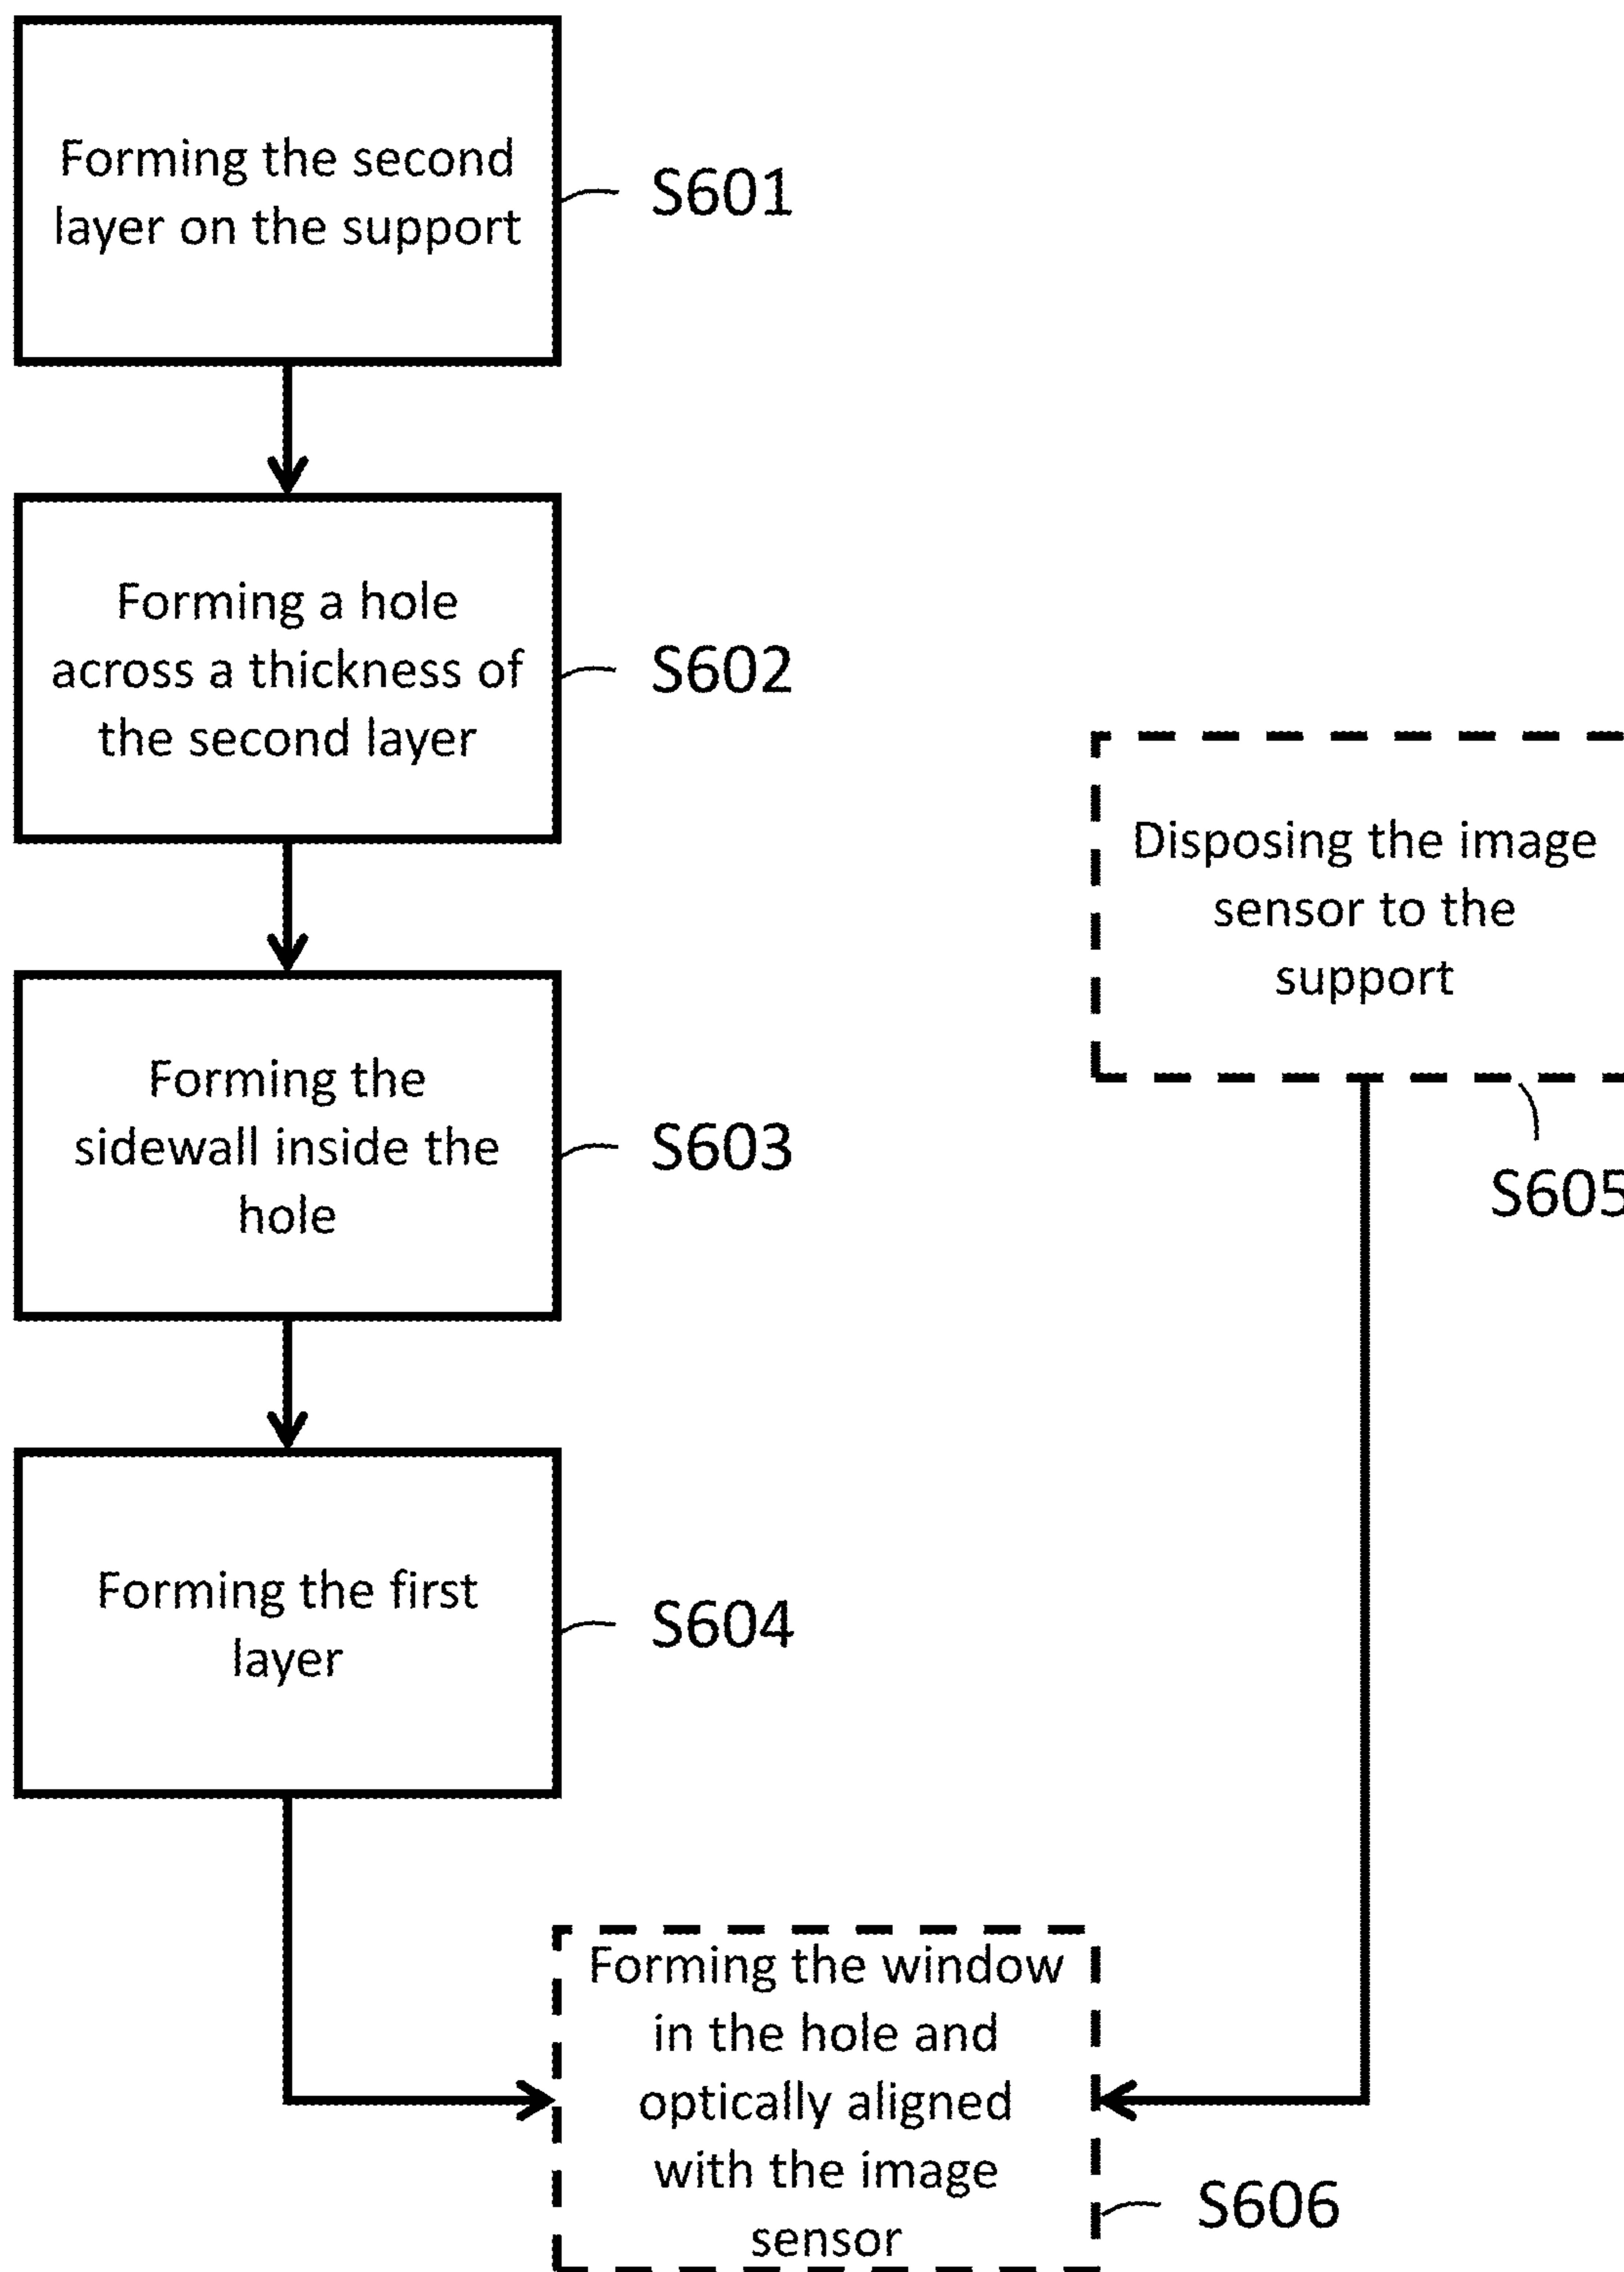 Forming the second
layer on the support
S601
Forming a hole
across a thickness of
the second layer
S602
Disposing the image
sensor to the
support
S605
Forming the
sidewall inside the
hole
S603
Forming the first
layer
S604
Forming the window
in the hole and
optically aligned
with the image
sensor
S606